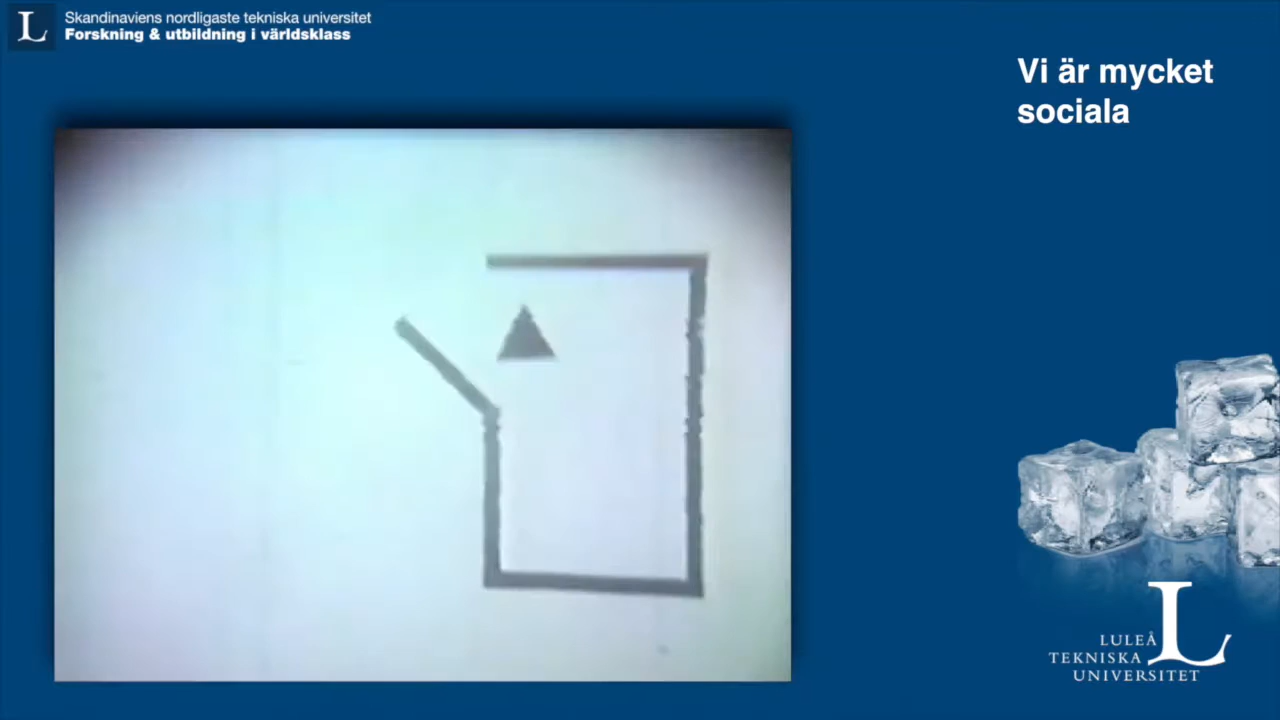 L
Skandinaviens nordligaste tekniska universitet
Forskning & utbildning i världsklass
Vi är mycket
sociala
LULEÅ
TEKNISKA
UNIVERSITET
L